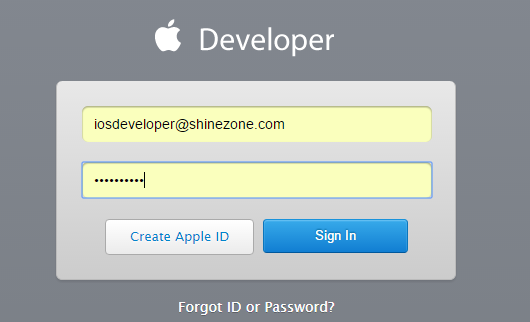 Developer
iosdeveloper@shinezone.com
••••••••••
Create Apple ID
Sign In
Forgot ID or Password?